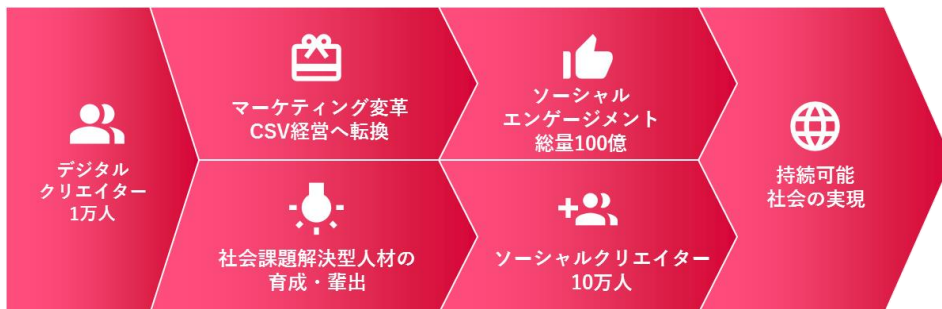 デジタル
クリエイター
1万人
マーケティング変革
CSV経営へ転換
ソーシャル
エンゲージメント
総量100億
社会課題解決型人材の
育成・輩出
ソーシャルクリエイター
10万人
持続可能
社会の実現